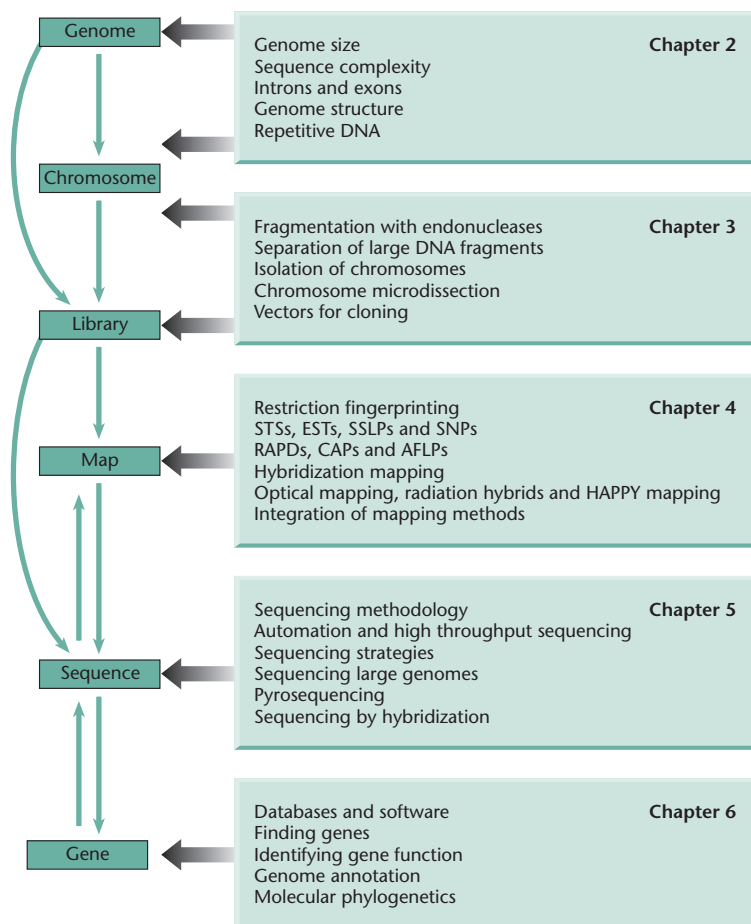 Genome
Genome size
Chapter 2
Sequence complexity
Introns and exons
Genome structure
Repetitive DNA
Chromosome
Fragmentation with endonucleases
Chapter 3
Separation of large DNA fragments
Isolation of chromosomes
Chromosome microdissection
Vectors for cloning
Library
Restriction fingerprinting
Chapter 4
STSs, ESTs, SSLPs and SNPs
RAPDs, CAPs and AFLPs
Hybridization mapping
Optical mapping, radiation hybrids and HAPPY mapping
Integration of mapping methods
Map
Sequencing methodology
Chapter 5
Automation and high throughput sequencing
Sequencing strategies
Sequencing large genomes
Pyrosequencing
Sequencing by hybridization
Sequence
Databases and software
Chapter 6
Finding genes
Identifying gene function
Genome annotation
Molecular phylogenetics
Gene